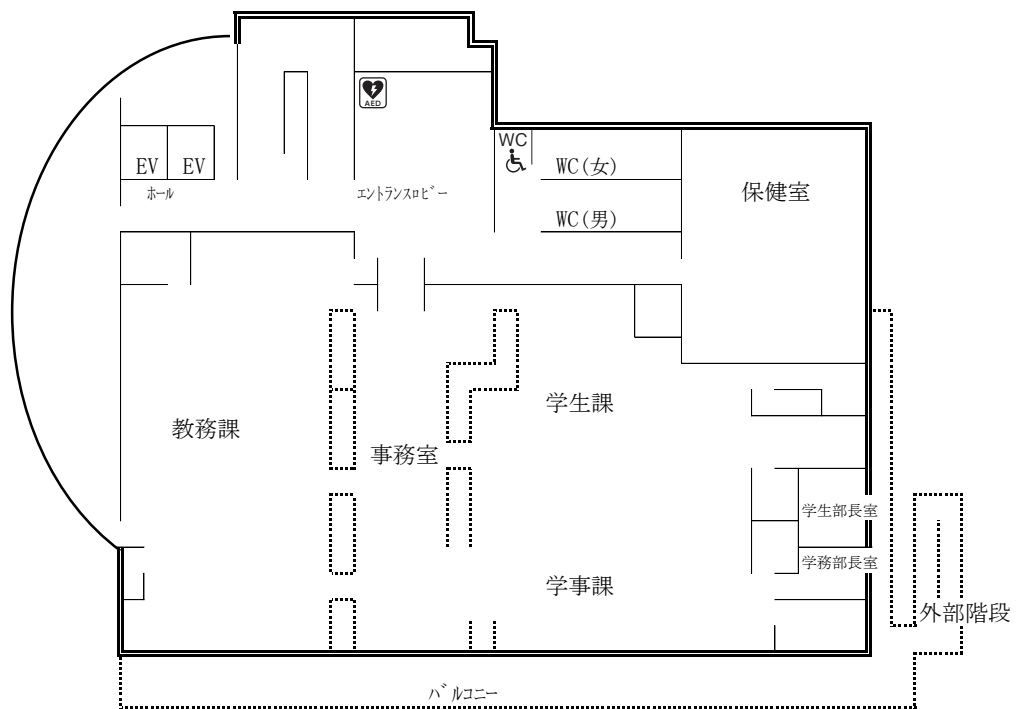 AED
WC
EV
EV
WC(女)
保健室
ホール
エントランスロビー
WC(男)
学生課
教務課
事務室
学生部長室
学務部長室
学事課
外部階段
バルコニー